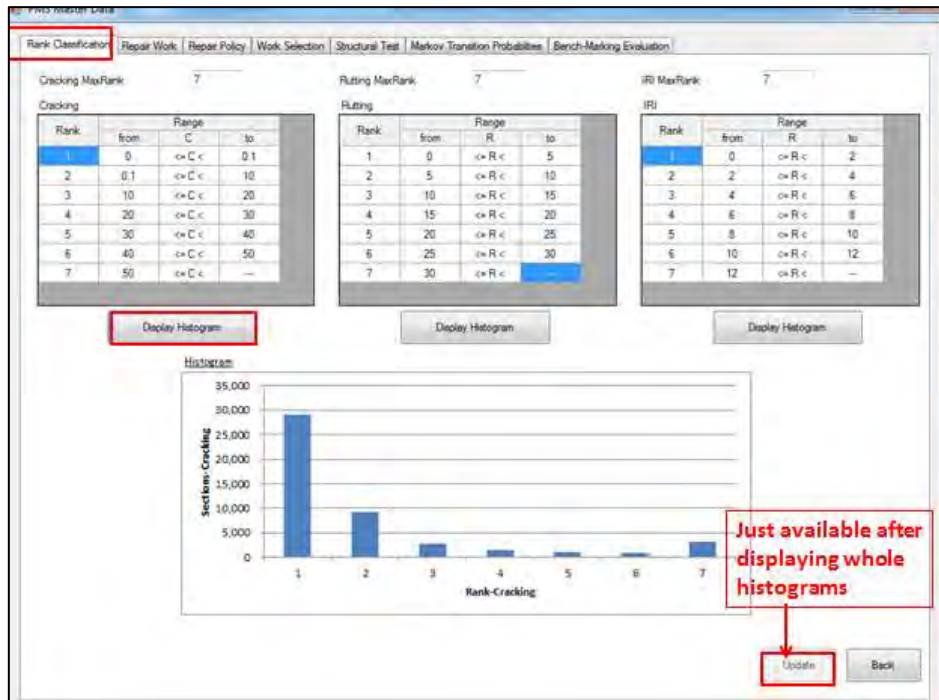 PMS Master Data
Rank Classification Repair Work Repair Policy Work Selection Structural Test Markov Transition Probabilities Bench-Marking Evaluation
Cracking MaxRank 7 Rutting MaxRank 7 IRI MaxRank 7
Cracking Rutting IRI
Rank Range Rank Range Rank Range
from C to from R to from R to
1 0 <= C < 0.1 1 0 <= R < 5 1 0 <= R < 2
2 0.1 <= C < 10 2 5 <= R < 10 2 2 <= R < 4
3 10 <= C < 20 3 10 <= R < 15 3 4 <= R < 6
4 20 <= C < 30 4 15 <= R < 20 4 6 <= R < 8
5 30 <= C < 40 5 20 <= R < 25 5 8 <= R < 10
6 40 <= C < 50 6 25 <= R < 30 6 10 <= R < 12
7 50 <= C < --- 7 30 <= R < --- 7 12 <= R < ---
Display Histogram Display Histogram Display Histogram
Histogram
35,000
30,000
25,000
20,000
15,000
10,000
5,000
0
Sections-Cracking
1 2 3 4 5 6 7
Rank-Cracking
Just available after
displaying whole
histograms
Update Back